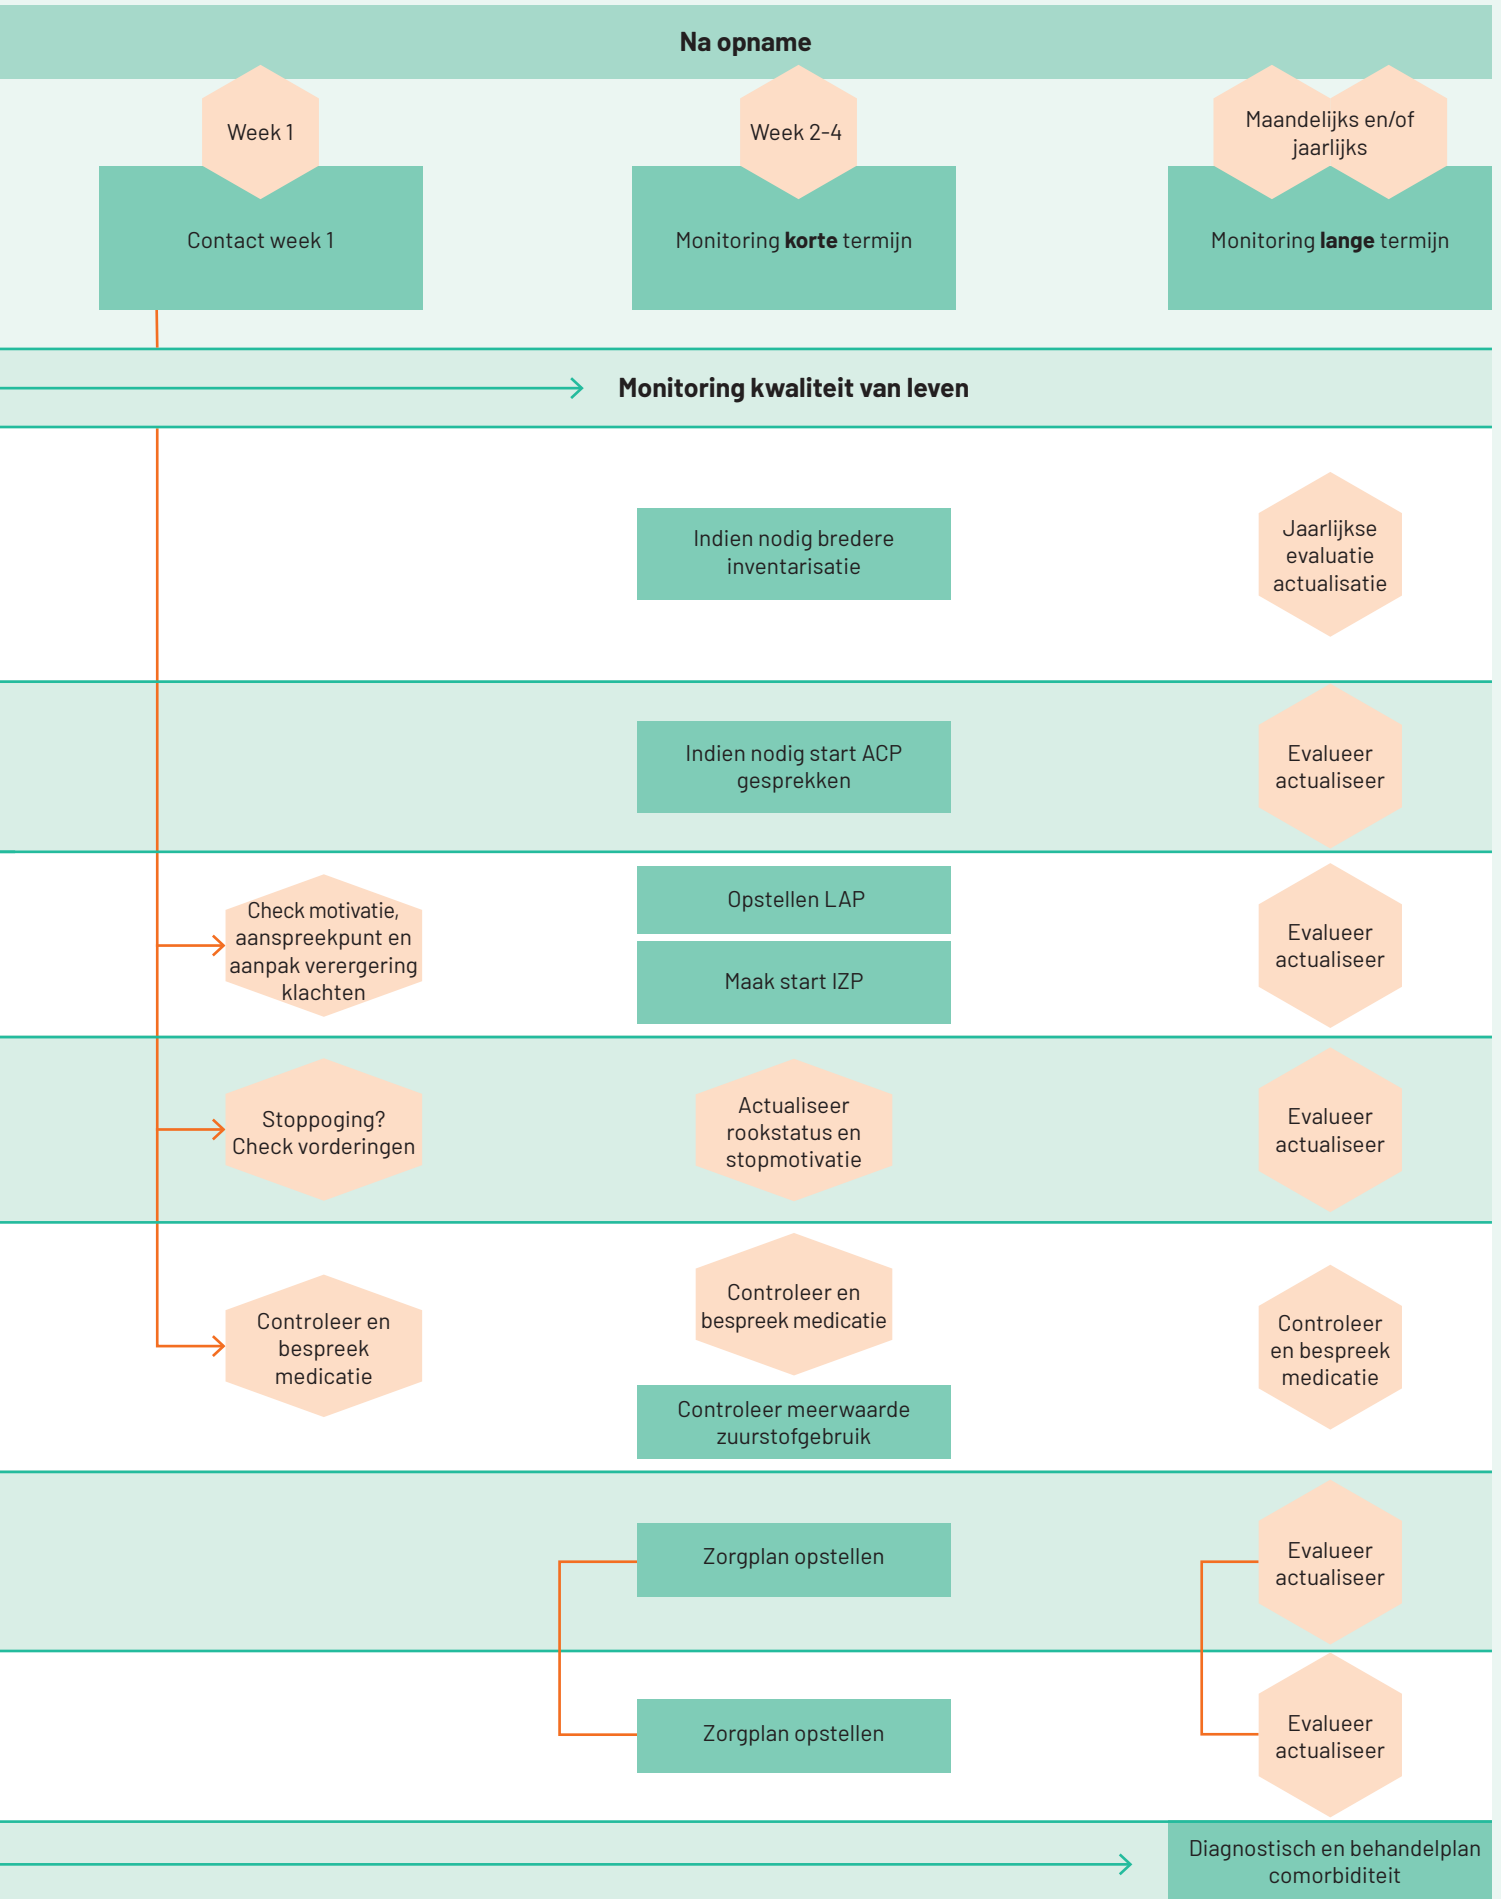 Na opname
Week 1
Week 2-4
Maandelijks en/of
jaarlijks
Contact week 1
Monitoring korte termijn
Monitoring lange termijn
Monitoring kwaliteit van leven
Indien nodig bredere
inventarisatie
Jaarlijkse
evaluatie
actualisatie
Indien nodig start ACP
gesprekken
Evalueer
actualiseer
Check motivatie,
aanspreekpunt en
aanpak verergering
klachten
Opstellen LAP
Maak start IZP
Evalueer
actualiseer
Stoppoging?
Check vorderingen
Actualiseer
rookstatus en
stopmotivatie
Evalueer
actualiseer
Controleer en
bespreek
medicatie
Controleer en
bespreek medicatie
Controleer meerwaarde
zuurstofgebruik
Controleer
en bespreek
medicatie
Zorgplan opstellen
Evalueer
actualiseer
Zorgplan opstellen
Evalueer
actualiseer
Diagnostisch en behandelplan
comorbiditeit